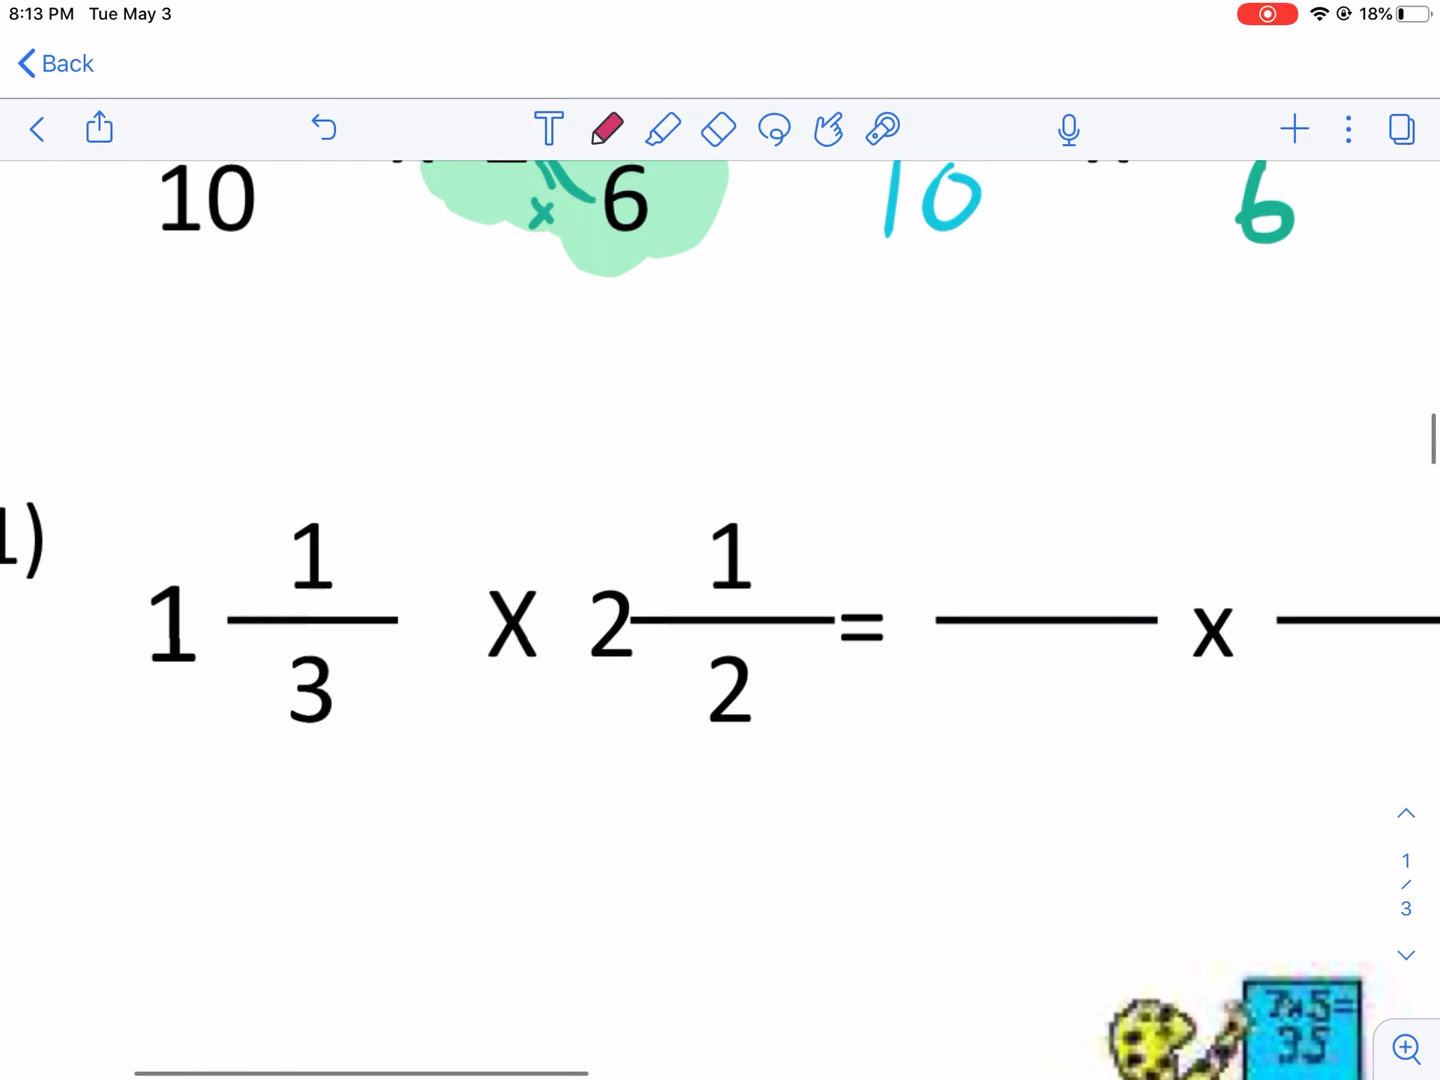 8:13 PM Tue May 3
18%
Back
T
10 x 6 10 6
1) 1 1/3 X 2 1/2 = ___ x ___
1
/
3
7x5=
35